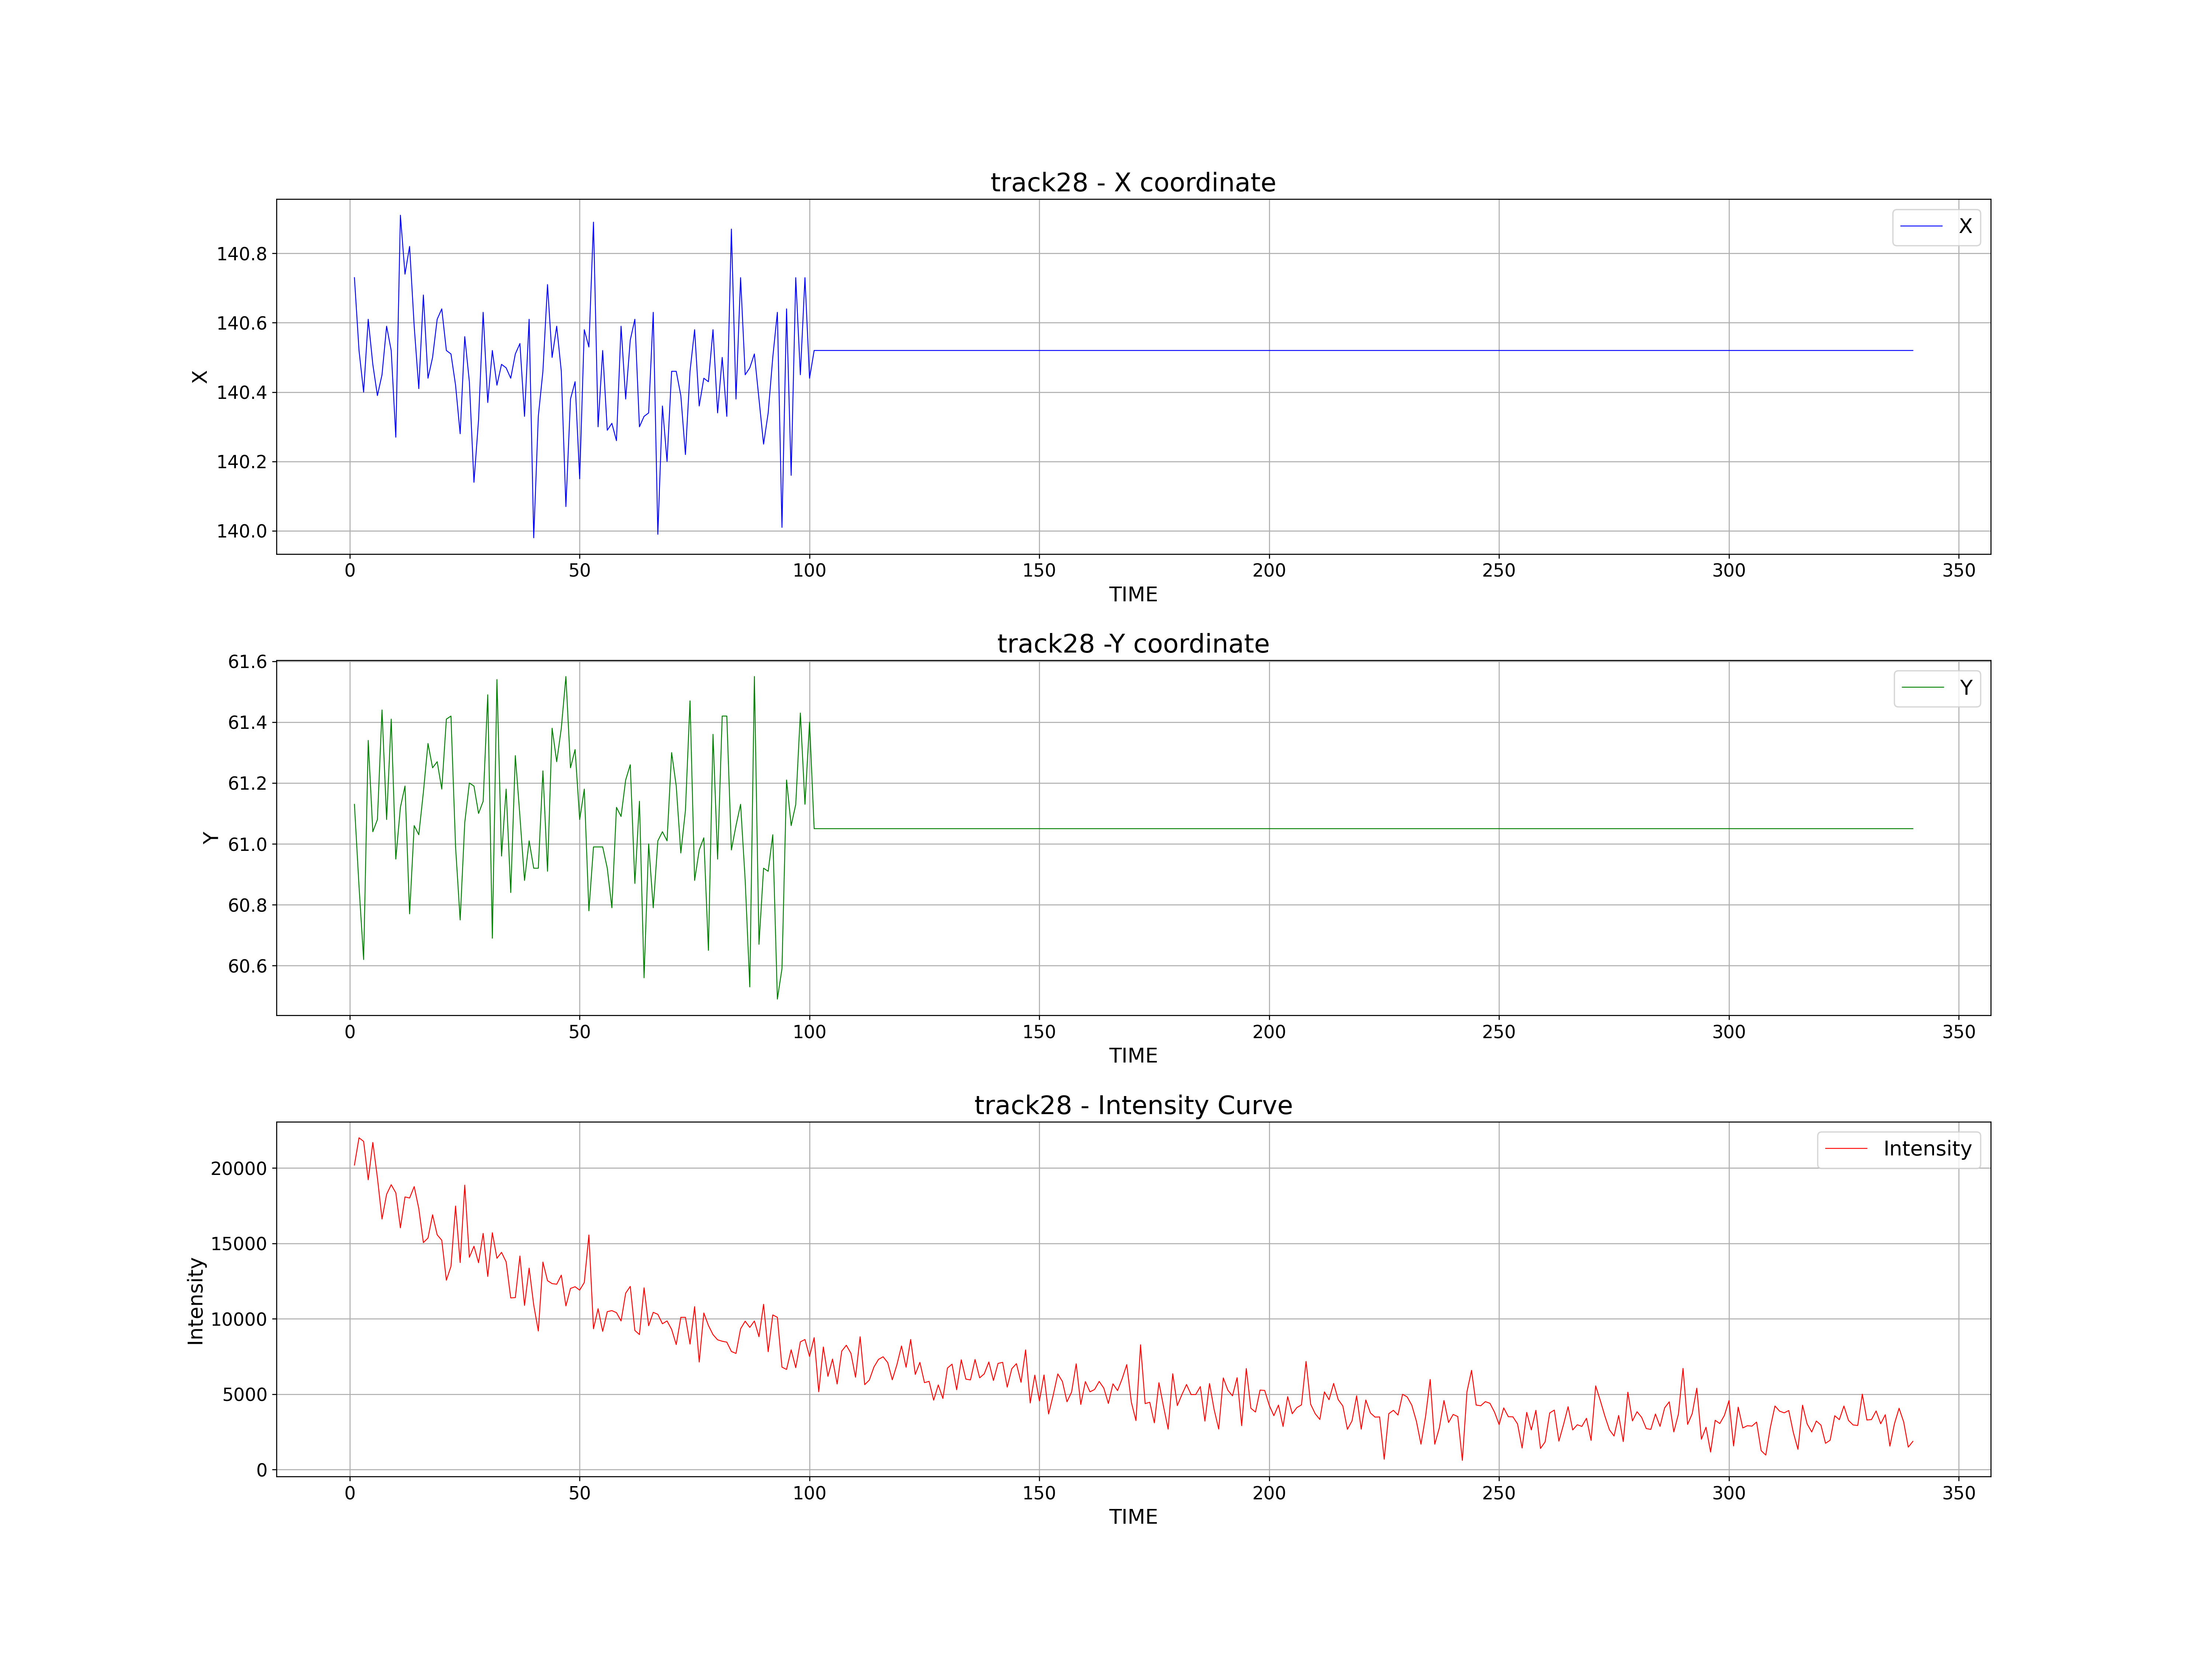 track28 - X coordinate
X
140.8
140.6
140.4
140.2
140.0
X
0 50 100 150 200 250 300 350
TIME
track28 -Y coordinate
Y
61.6
61.4
61.2
61.0
60.8
60.6
Y
0 50 100 150 200 250 300 350
TIME
track28 - Intensity Curve
Intensity
20000
15000
10000
5000
0
Intensity
0 50 100 150 200 250 300 350
TIME